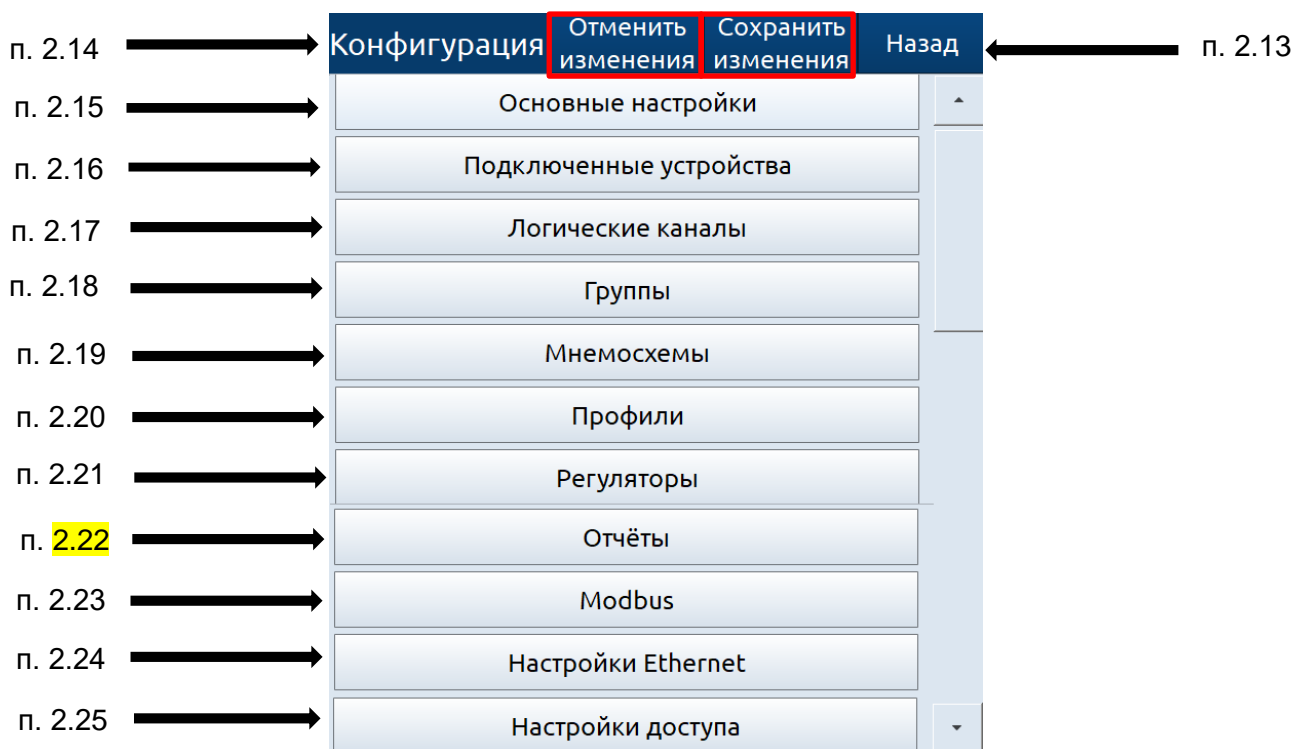 п. 2.14 Конфигурация Отменить изменения Сохранить изменения Назад п. 2.13
п. 2.15 Основные настройки
п. 2.16 Подключенные устройства
п. 2.17 Логические каналы
п. 2.18 Группы
п. 2.19 Мнемосхемы
п. 2.20 Профили
п. 2.21 Регуляторы
п. 2.22 Отчёты
п. 2.23 Modbus
п. 2.24 Настройки Ethernet
п. 2.25 Настройки доступа